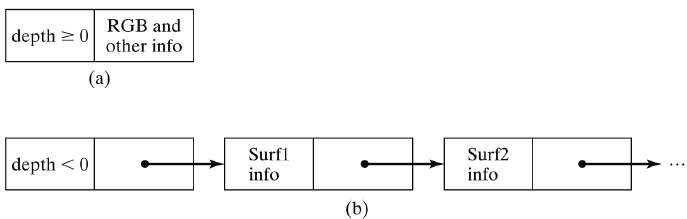 depth ≥ 0
RGB and
other info
(a)
depth < 0
Surf1
info
Surf2
info
...
(b)